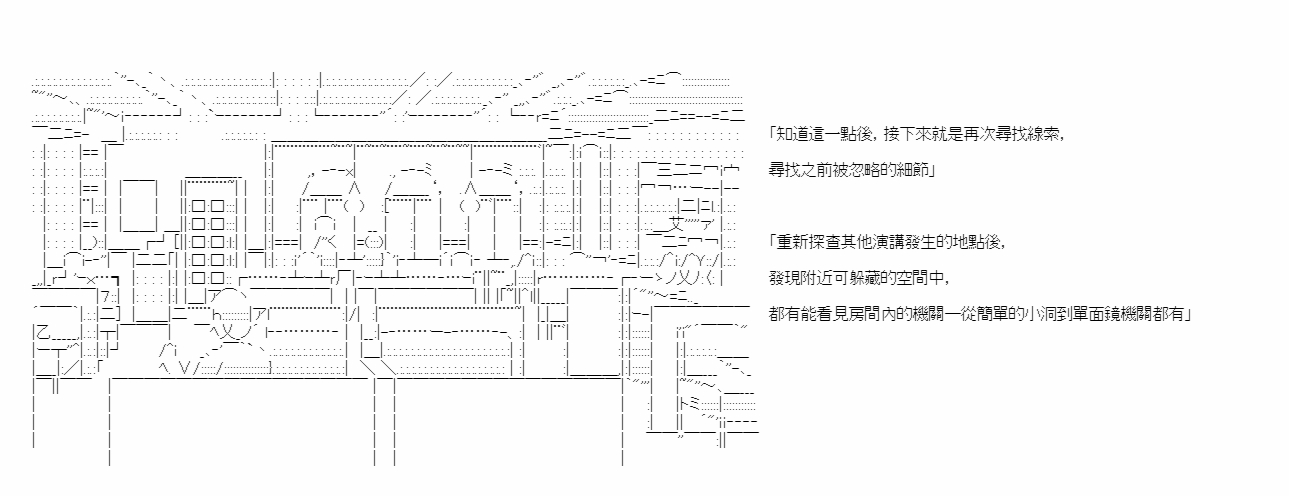 「知道這一點後，接下來就是再次尋找線索，
尋找之前被忽略的細節」
「重新探查其他演講發生的地點後，
發現附近可躲藏的空間中，
都有能看見房間內的機關－從簡單的小洞到單面鏡機關都有」